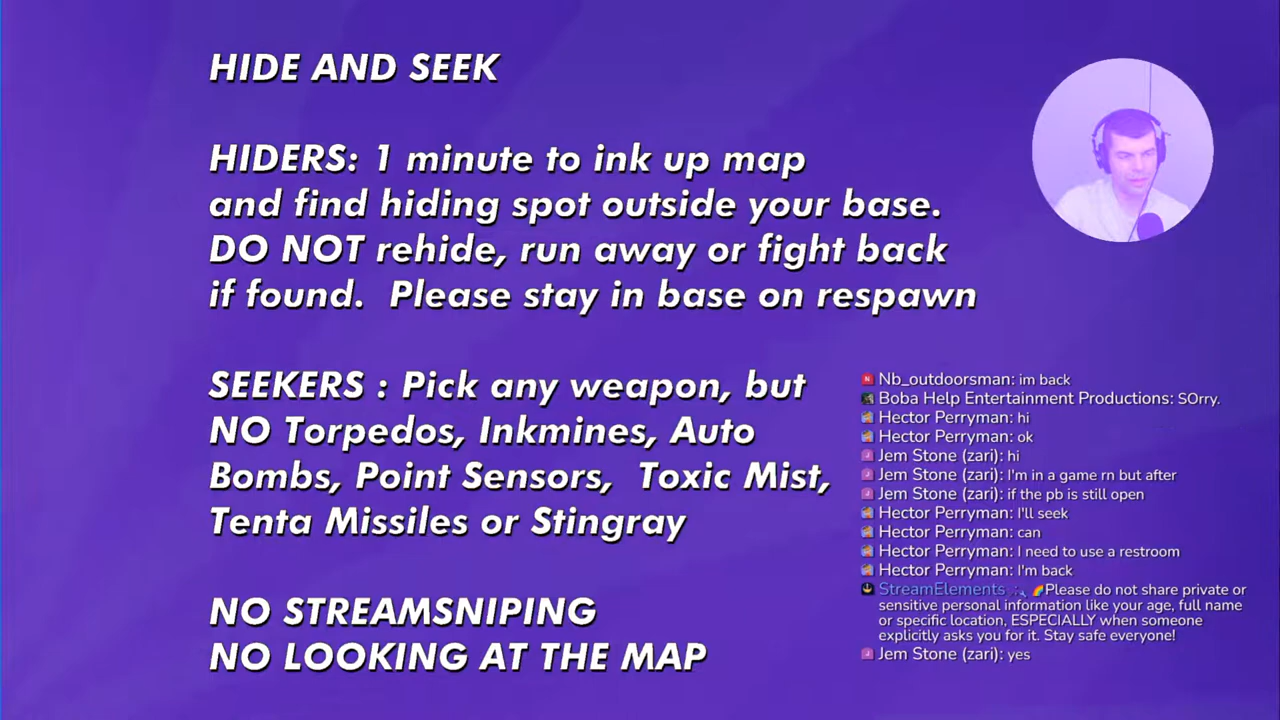 HIDE AND SEEK
HIDERS: 1 minute to ink up map
and find hiding spot outside your base.
DO NOT rehide, run away or fight back
if found. Please stay in base on respawn
SEEKERS : Pick any weapon, but
NO Torpedos, Inkmines, Auto
Bombs, Point Sensors, Toxic Mist,
Tenta Missiles or Stingray
NO STREAMSNIPING
NO LOOKING AT THE MAP
Nb_outdoorsman: im back
Boba Help Entertainment Productions: SOrry.
Hector Perryman: hi
Hector Perryman: ok
Jem Stone (zari): hi
Jem Stone (zari): I'm in a game rn but after
Jem Stone (zari): if the pb is still open
Hector Perryman: I'll seek
Hector Perryman: can
Hector Perryman: I need to use a restroom
Hector Perryman: I'm back
StreamElements 🔧: 🌈Please do not share private or
sensitive personal information like your age, full name
or specific location, ESPECIALLY when someone
explicitly asks you for it. Stay safe everyone!
Jem Stone (zari): yes